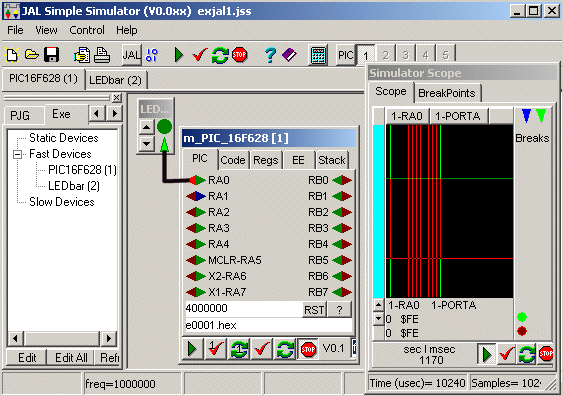 JAL Simple Simulator (V0.0xx) exjal1.jss
File View Control Help
JAL PIC 1 2 3 4 5
PIC16F628 (1) LEDbar (2)
PJG Exe
Static Devices
Fast Devices
PIC16F628 (1)
LEDbar (2)
Slow Devices
Edit Edit All Refr
freq=1000000
LED...
m_PIC_16F628 [1]
PIC Code Regs EE Stack
RA0 RB0
RA1 RB1
RA2 RB2
RA3 RB3
RA4 RB4
MCLR-RA5 RB5
X2-RA6 RB6
X1-RA7 RB7
4000000 RST ?
e0001.hex
1 1 STOP V0.1
Simulator Scope
Scope BreakPoints
1-RA0 1-PORTA
Breaks
1-RA0 1-PORTA
0 $FE
0 $FE
sec | msec
1170
Time (usec)= 10240 Samples= 1024